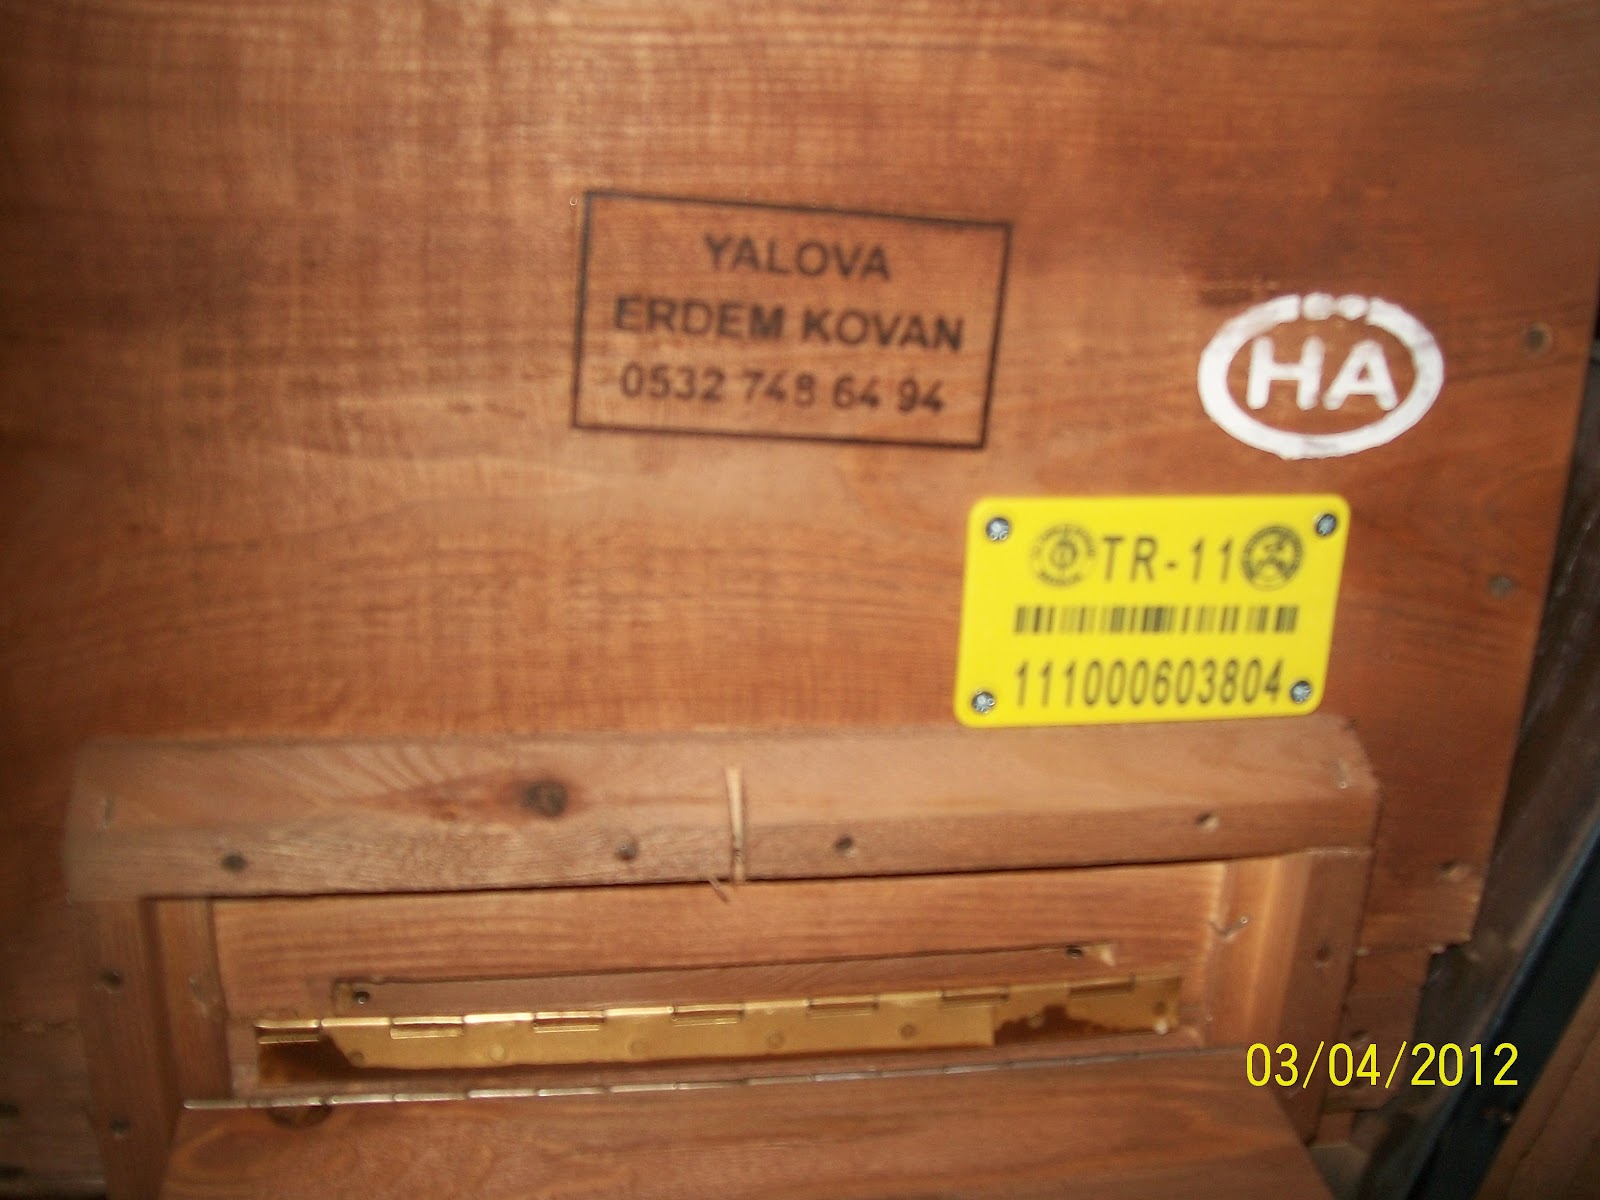 YALOVA
ERDEM KOVAN
0532 748 64 94
HA
TR-11
111000603804
03/04/2012